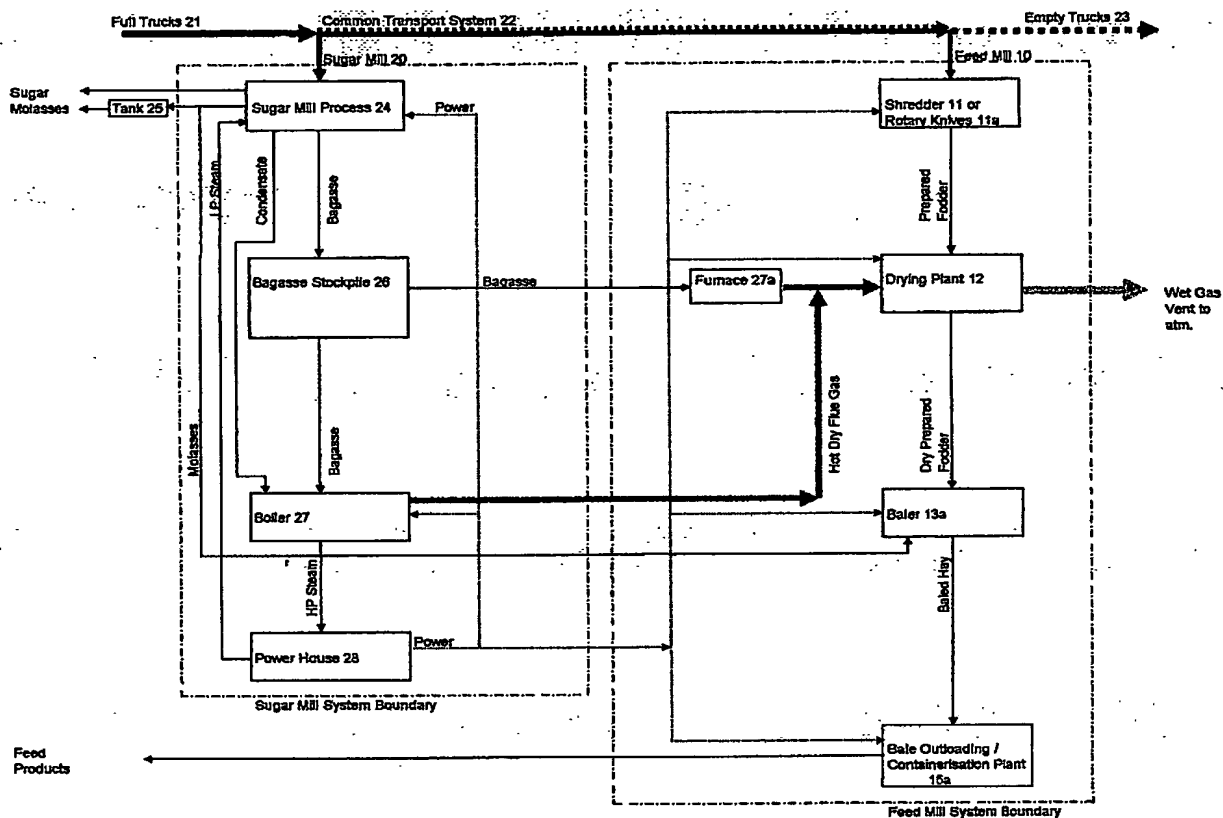 Full Trucks 21
Common Transport System 22
Empty Trucks 23
Sugar Mill 20
Feed Mill 10
Sugar
Molasses
Tank 25
Sugar Mill Process 24
Power
Shredder 11 or
Rotary Knives 11a
LP Steam
Condensate
Bagasse
Prepared
Fodder
Bagasse Stockpile 26
Bagasse
Furnace 27a
Drying Plant 12
Wet Gas
Vent to
atm.
Molasses
Bagasse
Hot Dry Flue Gas
Dry Prepared
Fodder
Boiler 27
Baler 13a
HP Steam
Baled Hay
Power House 28
Power
Sugar Mill System Boundary
Feed
Products
Bale Outloading /
Containerisation Plant
15a
Feed Mill System Boundary